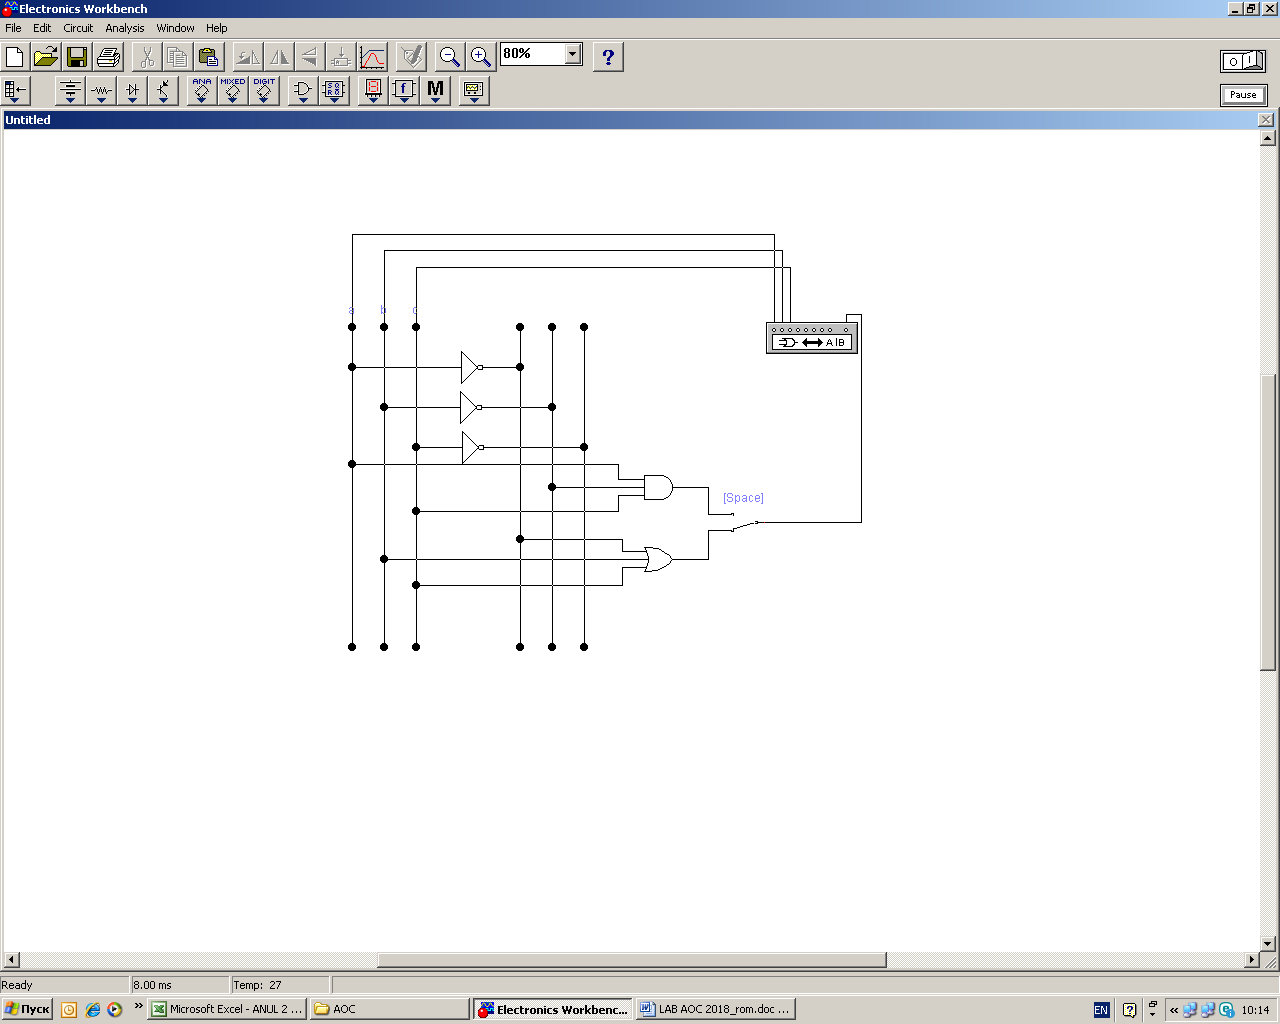 Electronics Workbench
File Edit Circuit Analysis Window Help
80%
?
O I
ANA MIXED DIGIT
f M
Pause
Untitled
a b c
A B
[Space]
Ready 8.00 ms Temp: 27
Пуск » Microsoft Excel - ANUL 2 ... AOC Electronics Workbenc... LAB AOC 2018_rom.doc ... EN « 10:14